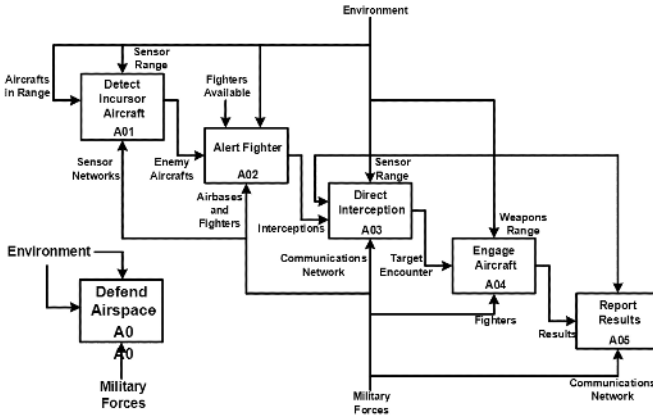 Environment
Aircrafts
in Range
Sensor
Range
Detect
Incursor
Aircraft
A01
Fighters
Available
Sensor
Networks
Enemy
Aircrafts
Alert Fighter
A02
Airbases
and
Fighters
Interceptions
Sensor
Range
Direct
Interception
A03
Communications
Network
Target
Encounter
Weapons
Range
Engage
Aircraft
A04
Fighters
Results
Report
Results
A05
Communications
Network
Military
Forces
Environment
Defend
Airspace
A0
A0
Military
Forces